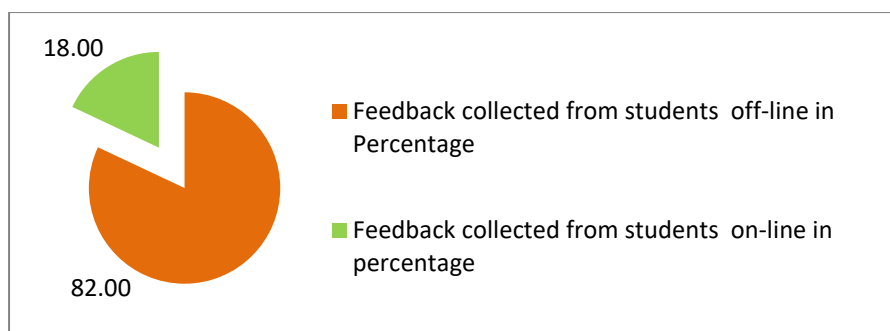 18.00
Feedback collected from students off-line in
Percentage
Feedback collected from students on-line in
percentage
82.00